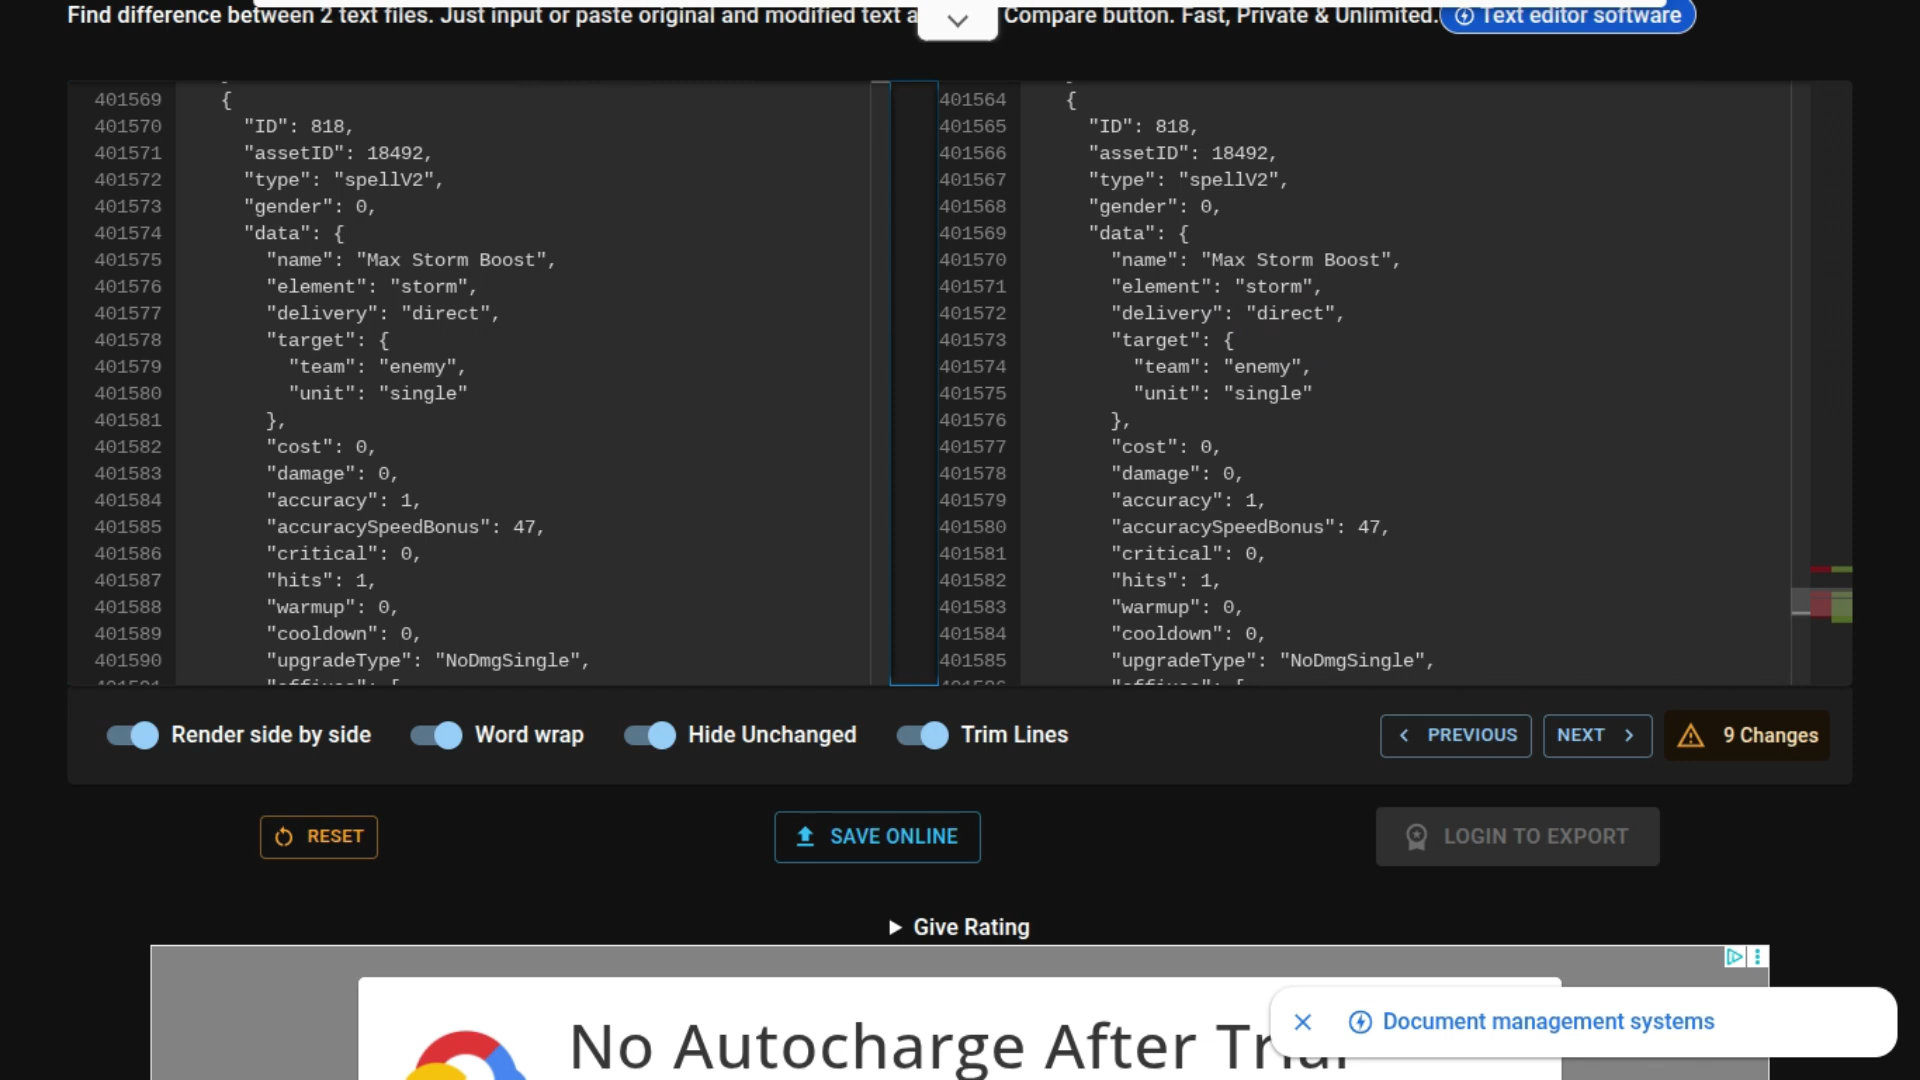 Find difference between 2 text files. Just input or paste original and modified text a
Compare button. Fast, Private & Unlimited.
Text editor software
401569 {
401570 "ID": 818,
401571 "assetID": 18492,
401572 "type": "spellV2",
401573 "gender": 0,
401574 "data": {
401575 "name": "Max Storm Boost",
401576 "element": "storm",
401577 "delivery": "direct",
401578 "target": {
401579 "team": "enemy",
401580 "unit": "single"
401581 },
401582 "cost": 0,
401583 "damage": 0,
401584 "accuracy": 1,
401585 "accuracySpeedBonus": 47,
401586 "critical": 0,
401587 "hits": 1,
401588 "warmup": 0,
401589 "cooldown": 0,
401590 "upgradeType": "NoDmgSingle",
401564 {
401565 "ID": 818,
401566 "assetID": 18492,
401567 "type": "spellV2",
401568 "gender": 0,
401569 "data": {
401570 "name": "Max Storm Boost",
401571 "element": "storm",
401572 "delivery": "direct",
401573 "target": {
401574 "team": "enemy",
401575 "unit": "single"
401576 },
401577 "cost": 0,
401578 "damage": 0,
401579 "accuracy": 1,
401580 "accuracySpeedBonus": 47,
401581 "critical": 0,
401582 "hits": 1,
401583 "warmup": 0,
401584 "cooldown": 0,
401585 "upgradeType": "NoDmgSingle",
Render side by side
Word wrap
Hide Unchanged
Trim Lines
PREVIOUS
NEXT
9 Changes
RESET
SAVE ONLINE
LOGIN TO EXPORT
Give Rating
No Autocharge After Trial
Document management systems